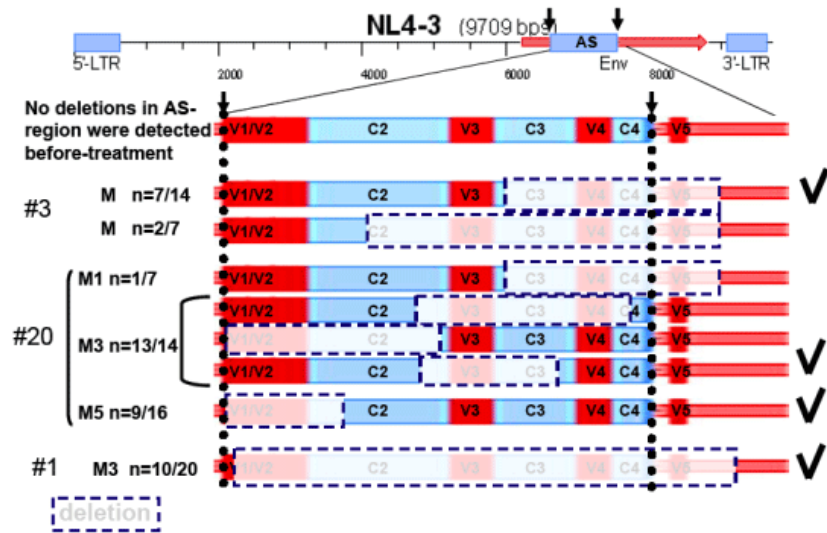 NL4-3 (9709 bps)
AS
5'-LTR
Env
3'-LTR
2000 4000 6000 8000
No deletions in AS-
region were detected
before-treatment
V1/V2 C2 V3 C3 V4 C4 V5
#3
M n=7/14
V1/V2 C2 V3 C3 V4 C4 V5
M n=2/7
V1/V2 C2 V3 C3 V4 C4 V5
#20
M1 n=1/7
V1/V2 C2 V3 C3 V4 C4 V5
V1/V2 C2 V3 C3 V4 C4 V5
M3 n=13/14
V1/V2 C2 V3 C3 V4 C4 V5
V1/V2 C2 V3 C3 V4 C4 V5
M5 n=9/16
V1/V2 C2 V3 C3 V4 C4 V5
#1
M3 n=10/20
V1/V2 C2 V3 C3 V4 C4 V5
deletion